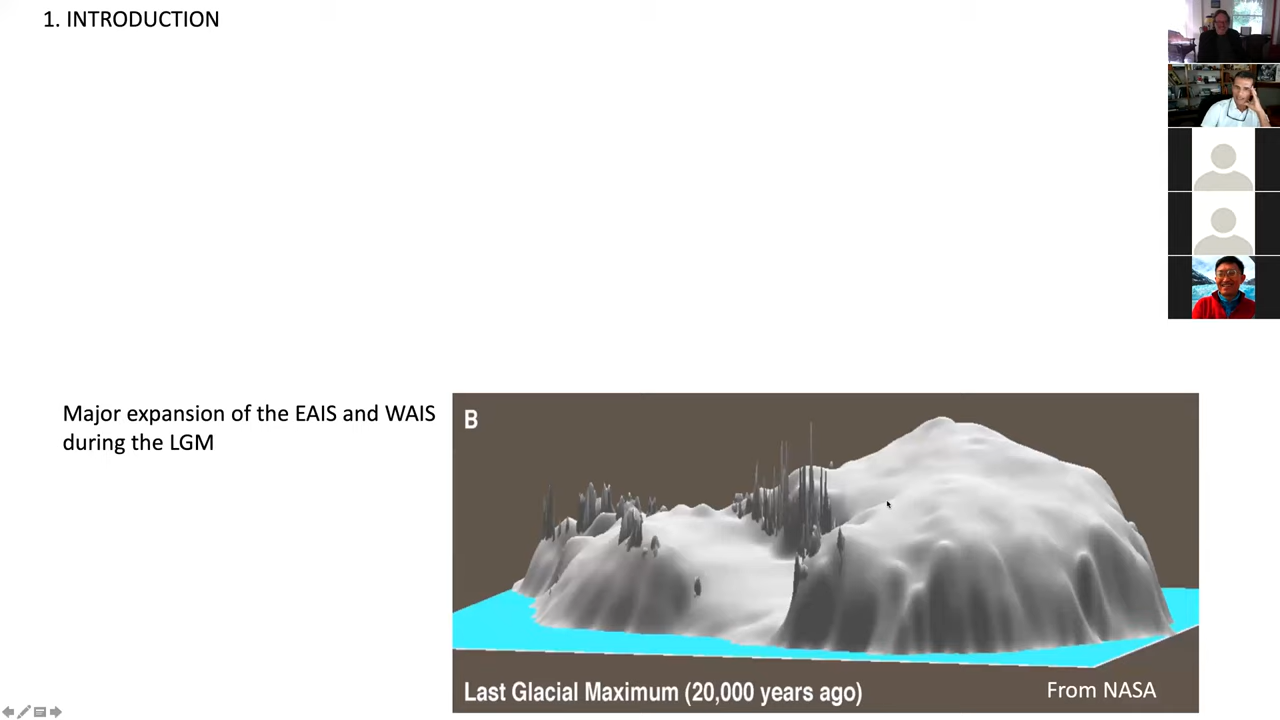 1. INTRODUCTION
Major expansion of the EAIS and WAIS
during the LGM
B
Last Glacial Maximum (20,000 years ago)
From NASA